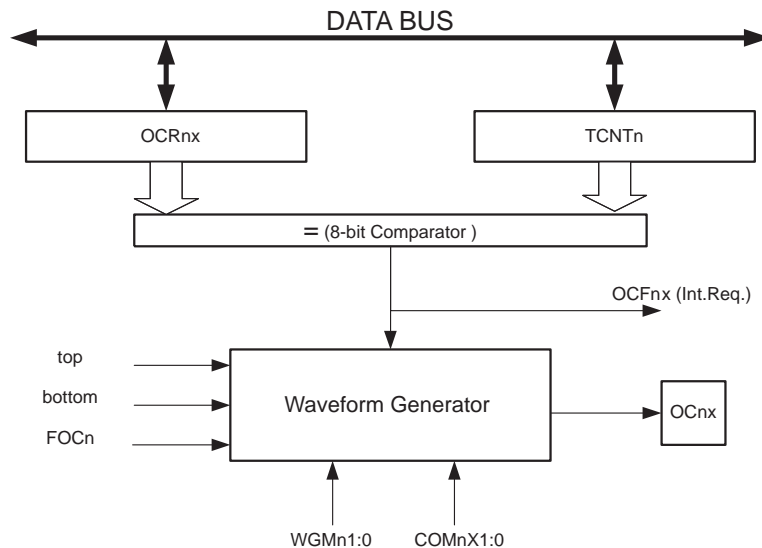 DATA BUS
OCRnx
TCNTn
= (8-bit Comparator )
OCFnx (Int.Req.)
top
bottom
FOCn
Waveform Generator
OCnx
WGMn1:0
COMnX1:0